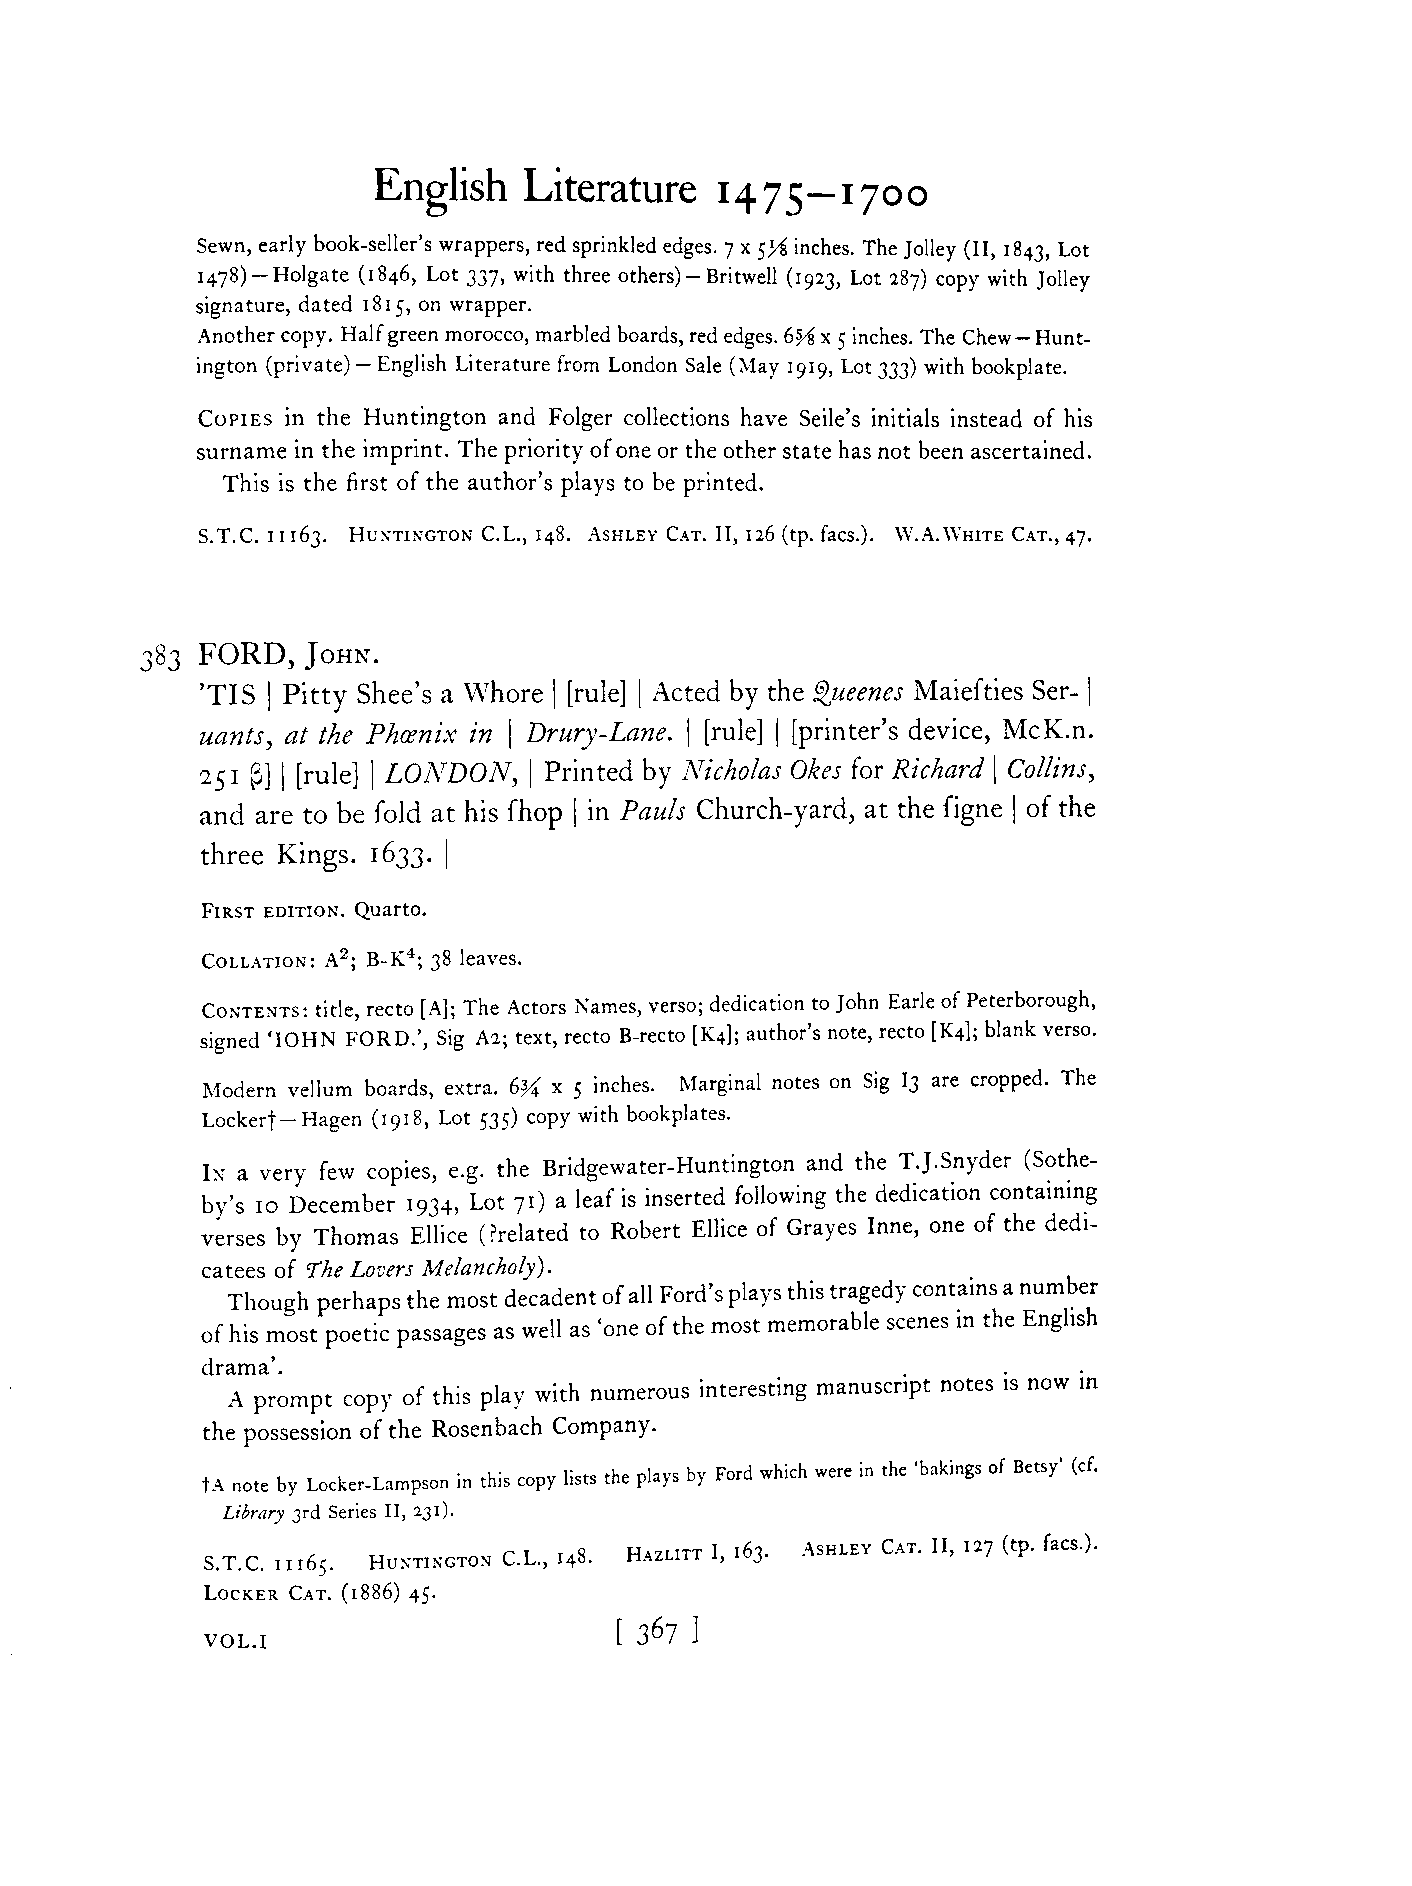 English Literature 1475–1700
Sewn, early book-seller's wrappers, red sprinkled edges. 7 x 5⅛ inches. The Jolley (II, 1843, Lot
1478)—Holgate (1846, Lot 337, with three others)—Britwell (1923, Lot 287) copy with Jolley
signature, dated 1815, on wrapper.
Another copy. Half green morocco, marbled boards, red edges. 6⅝ x 5 inches. The Chew—Hunt-
ington (private)—English Literature from London Sale (May 1919, Lot 333) with bookplate.
COPIES in the Huntington and Folger collections have Seile's initials instead of his
surname in the imprint. The priority of one or the other state has not been ascertained.
This is the first of the author's plays to be printed.
S.T.C. 11163. HUNTINGTON C.L., 148. ASHLEY CAT. II, 126 (tp. facs.). W.A.WHITE CAT., 47.
383 FORD, JOHN.
'TIS | Pitty Shee's a Whore | [rule] | Acted by the Queenes Maieſties Ser- |
uants, at the Phœnix in | Drury-Lane. | [rule] | [printer's device, McK.n.
251 β] | [rule] | LONDON, | Printed by Nicholas Okes for Richard | Collins,
and are to be ſold at his ſhop | in Pauls Church-yard, at the ſigne | of the
three Kings. 1633. |
FIRST EDITION. Quarto.
COLLATION: A²; B-K⁴; 38 leaves.
CONTENTS: title, recto [A]; The Actors Names, verso; dedication to John Earle of Peterborough,
signed 'IOHN FORD.', Sig A2; text, recto B-recto [K4]; author's note, recto [K4]; blank verso.
Modern vellum boards, extra. 6¾ x 5 inches. Marginal notes on Sig I3 are cropped. The
Locker†—Hagen (1918, Lot 535) copy with bookplates.
IN a very few copies, e.g. the Bridgewater-Huntington and the T.J.Snyder (Sothe-
by's 10 December 1934, Lot 71) a leaf is inserted following the dedication containing
verses by Thomas Ellice (?related to Robert Ellice of Grayes Inne, one of the dedi-
catees of The Lovers Melancholy).
Though perhaps the most decadent of all Ford's plays this tragedy contains a number
of his most poetic passages as well as 'one of the most memorable scenes in the English
drama'.
A prompt copy of this play with numerous interesting manuscript notes is now in
the possession of the Rosenbach Company.
†A note by Locker-Lampson in this copy lists the plays by Ford which were in the 'bakings of Betsy' (cf.
Library 3rd Series II, 231).
S.T.C. 11165. HUNTINGTON C.L., 148. HAZLITT I, 163. ASHLEY CAT. II, 127 (tp. facs.).
LOCKER CAT. (1886) 45.
VOL.I [ 367 ]